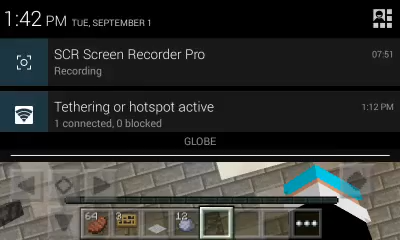 1:42 PM TUE, SEPTEMBER 1
SCR Screen Recorder Pro
07:51
Recording
Tethering or hotspot active
1:12 PM
1 connected, 0 blocked
GLOBE
64 3 12